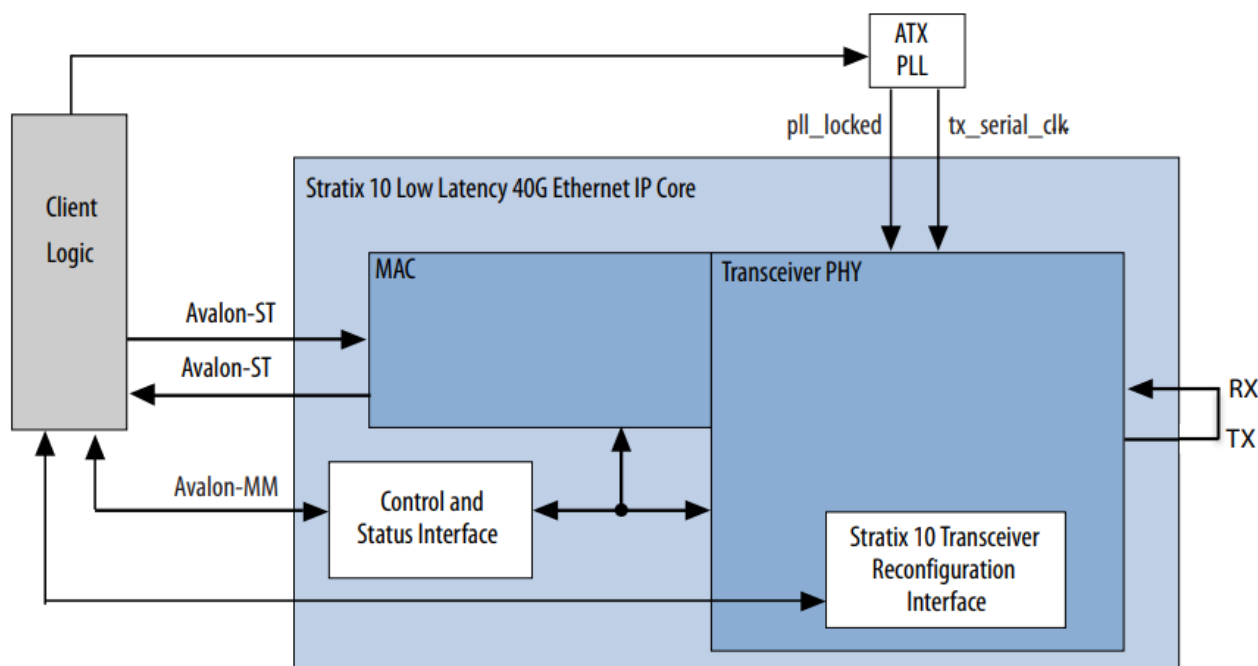 ATX
PLL
pll_locked
tx_serial_clk
Client
Logic
Stratix 10 Low Latency 40G Ethernet IP Core
MAC
Transceiver PHY
Avalon-ST
Avalon-ST
RX
TX
Avalon-MM
Control and
Status Interface
Stratix 10 Transceiver
Reconfiguration
Interface